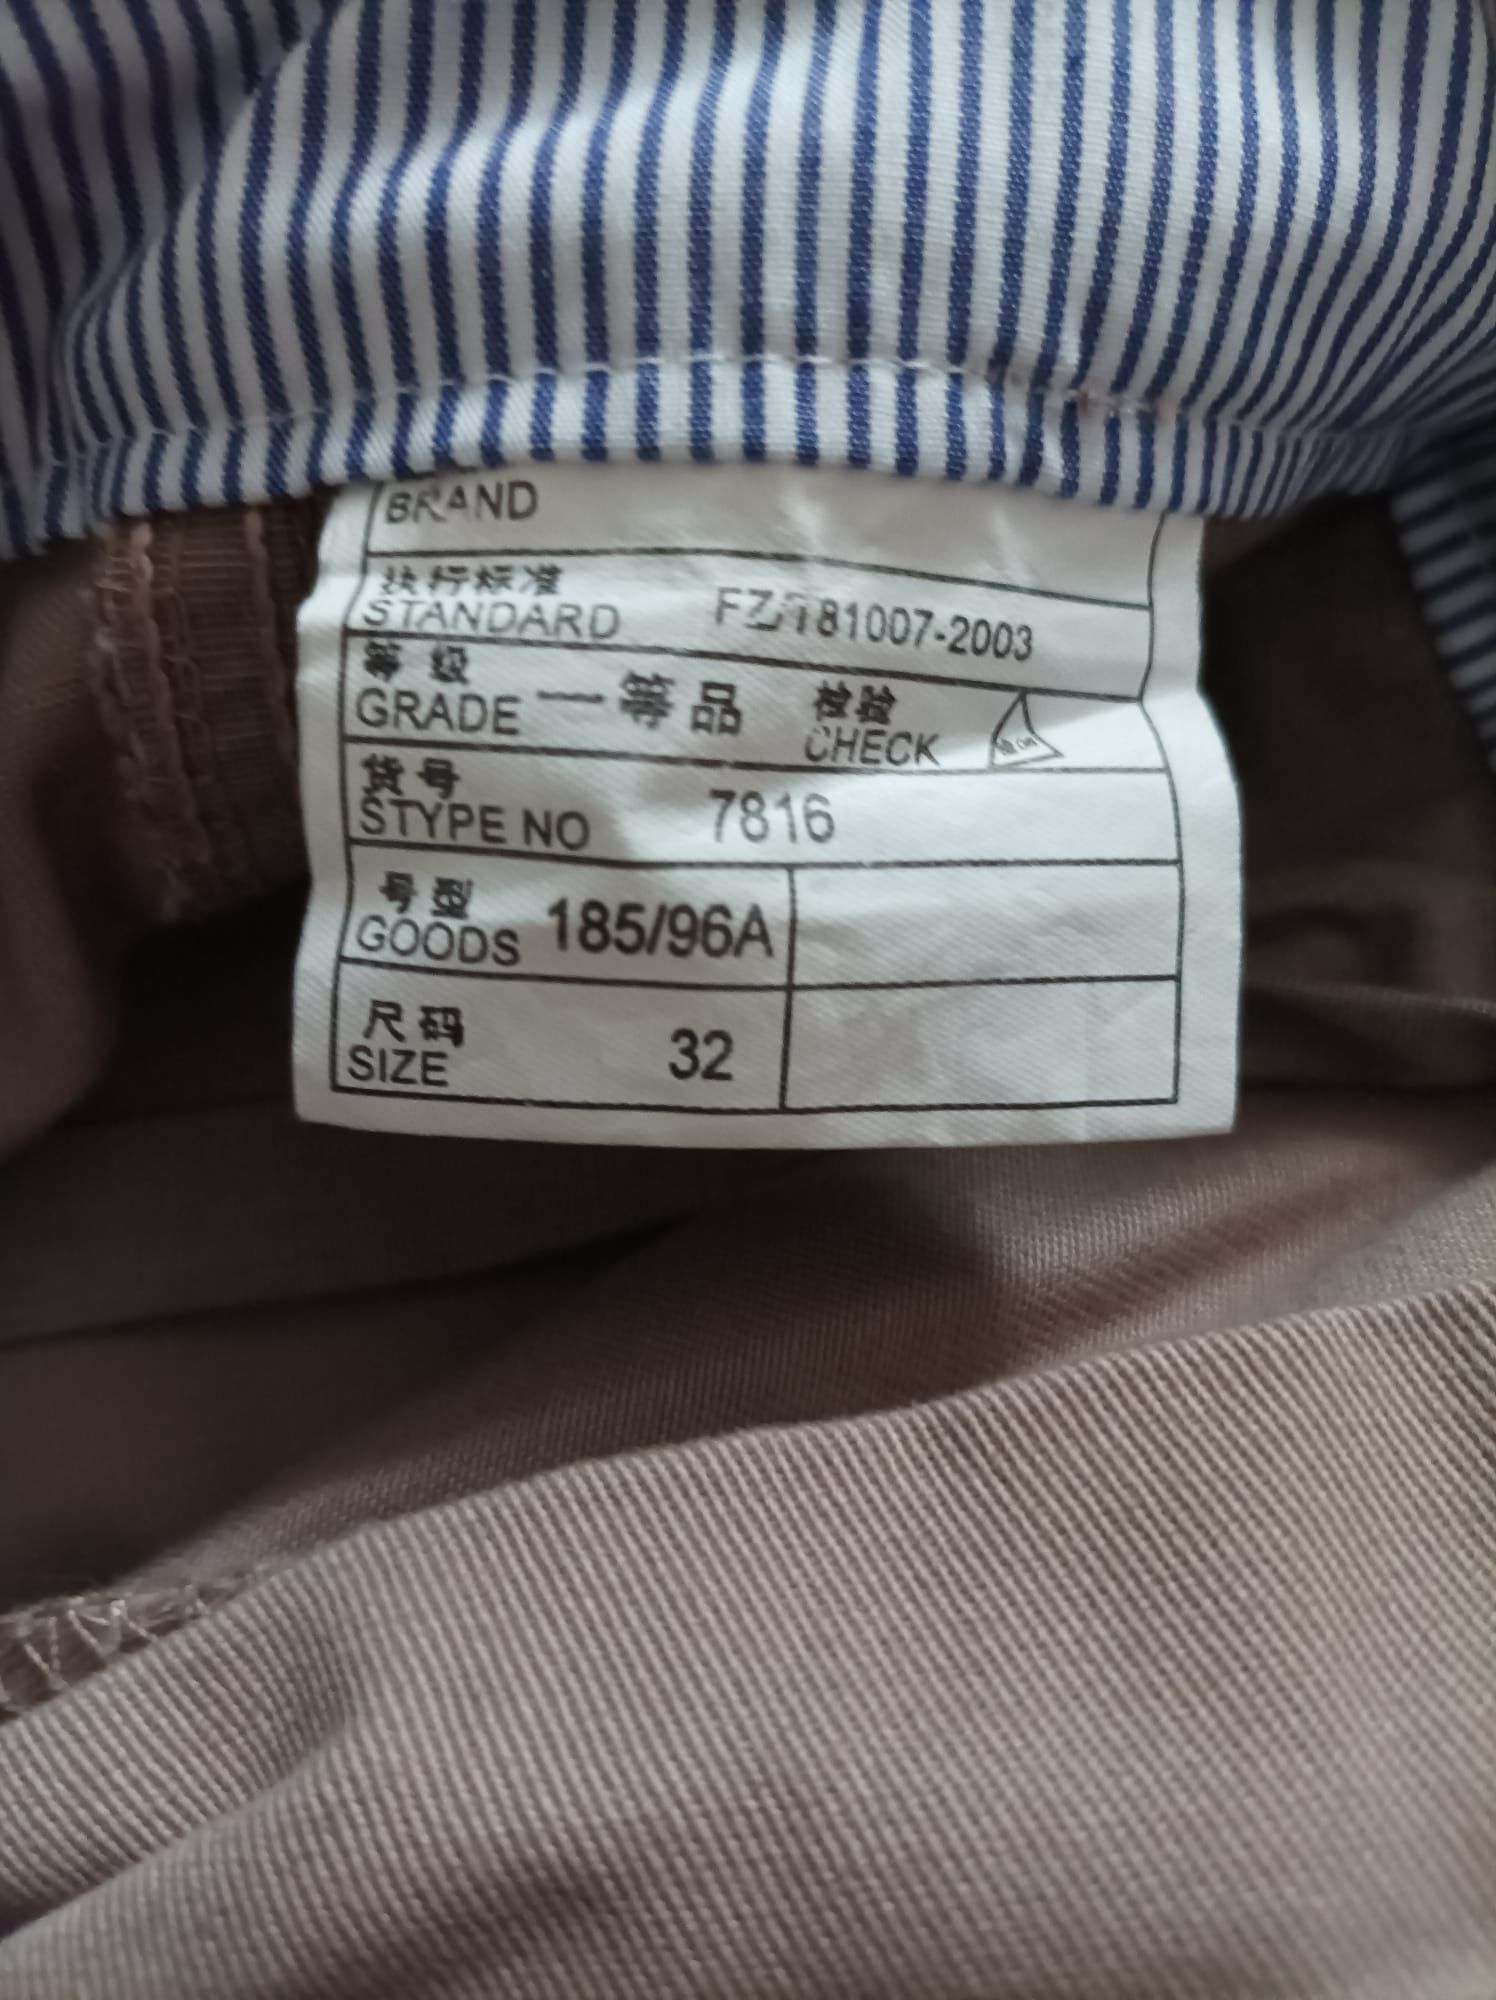 BRAND
执行标准
STANDARD FZ/T81007-2003
等级
GRADE 一等品 检验 CHECK
货号
STYPE NO 7816
号型
GOODS 185/96A
尺码
SIZE 32